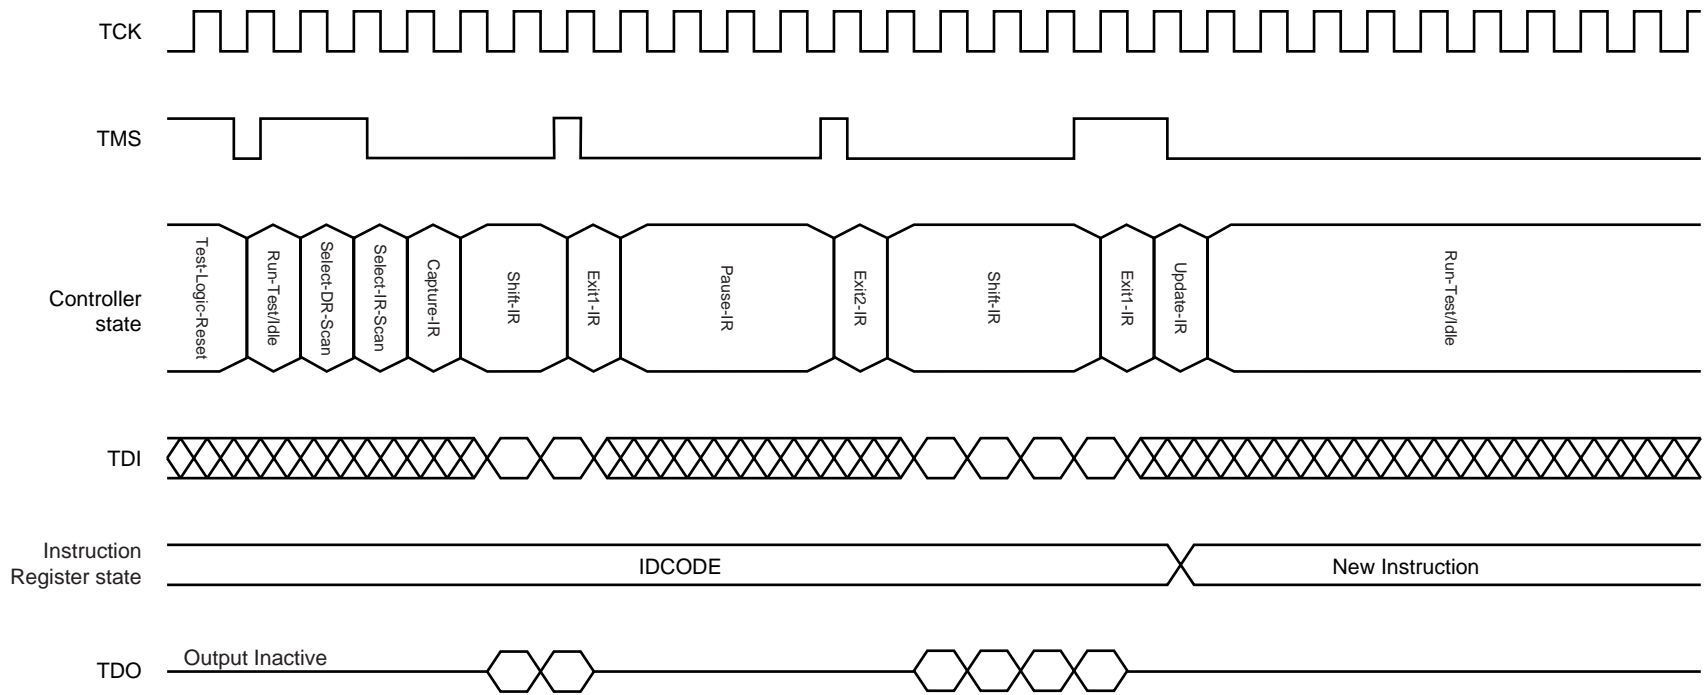 TCK
TMS
Controller
state
Test-Logic-Reset
Run-Test/Idle
Select-DR-Scan
Select-IR-Scan
Capture-IR
Shift-IR
Exit1-IR
Pause-IR
Exit2-IR
Shift-IR
Exit1-IR
Update-IR
Run-Test/Idle
TDI
Instruction
Register state
IDCODE
New Instruction
TDO
Output Inactive